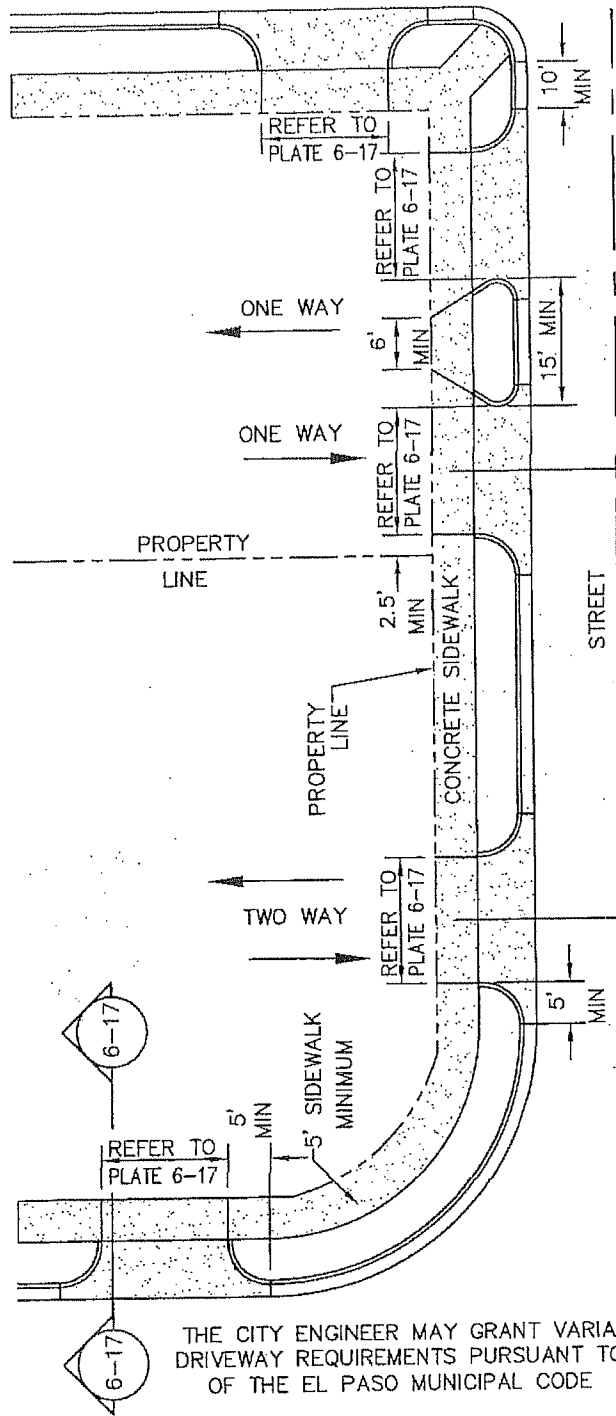 10'
MIN
REFER TO
PLATE 6-17
REFER TO
PLATE 6-17
ONE WAY
6'
MIN
15' MIN
ONE WAY
REFER TO
PLATE 6-17
PROPERTY
LINE
2.5'
MIN
PROPERTY
LINE
CONCRETE SIDEWALK
STREET
TWO WAY
REFER TO
PLATE 6-17
5'
MIN
6-17
5' SIDEWALK
MINIMUM
5'
MIN
REFER TO
PLATE 6-17
6-17
THE CITY ENGINEER MAY GRANT VARIA
DRIVEWAY REQUIREMENTS PURSUANT TO
OF THE EL PASO MUNICIPAL CODE